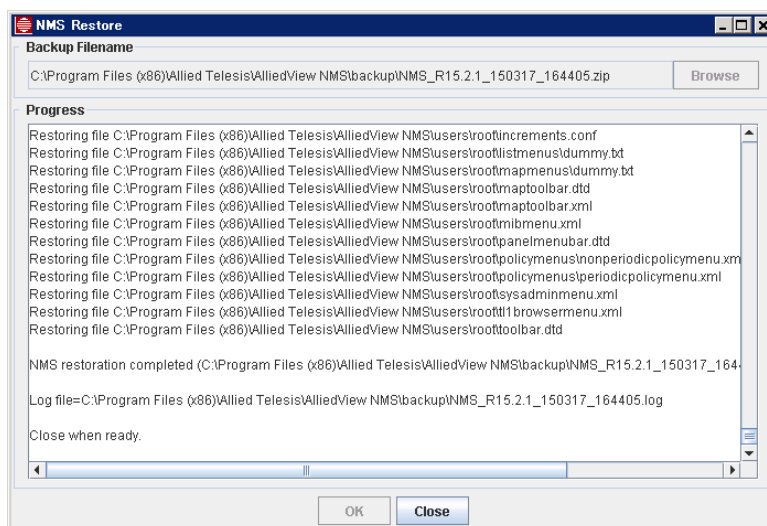 NMS Restore
Backup Filename
C:\Program Files (x86)\Allied Telesis\AlliedView NMS\backup\NMS_R15.2.1_150317_164405.zip
Browse
Progress
Restoring file C:\Program Files (x86)\Allied Telesis\AlliedView NMS\users\root\increments.conf
Restoring file C:\Program Files (x86)\Allied Telesis\AlliedView NMS\users\root\listmenus\dummy.txt
Restoring file C:\Program Files (x86)\Allied Telesis\AlliedView NMS\users\root\mapmenus\dummy.txt
Restoring file C:\Program Files (x86)\Allied Telesis\AlliedView NMS\users\root\maptoolbar.dtd
Restoring file C:\Program Files (x86)\Allied Telesis\AlliedView NMS\users\root\maptoolbar.xml
Restoring file C:\Program Files (x86)\Allied Telesis\AlliedView NMS\users\root\mibmenu.xml
Restoring file C:\Program Files (x86)\Allied Telesis\AlliedView NMS\users\root\panelmenubar.dtd
Restoring file C:\Program Files (x86)\Allied Telesis\AlliedView NMS\users\root\policymenus\nonperiodicpolicymenu.xm
Restoring file C:\Program Files (x86)\Allied Telesis\AlliedView NMS\users\root\policymenus\periodicpolicymenu.xml
Restoring file C:\Program Files (x86)\Allied Telesis\AlliedView NMS\users\root\sysadminmenu.xml
Restoring file C:\Program Files (x86)\Allied Telesis\AlliedView NMS\users\root\tl1browsermenu.xml
Restoring file C:\Program Files (x86)\Allied Telesis\AlliedView NMS\users\root\toolbar.dtd
NMS restoration completed (C:\Program Files (x86)\Allied Telesis\AlliedView NMS\backup\NMS_R15.2.1_150317_164
Log file=C:\Program Files (x86)\Allied Telesis\AlliedView NMS\backup\NMS_R15.2.1_150317_164405.log
Close when ready.
OK
Close